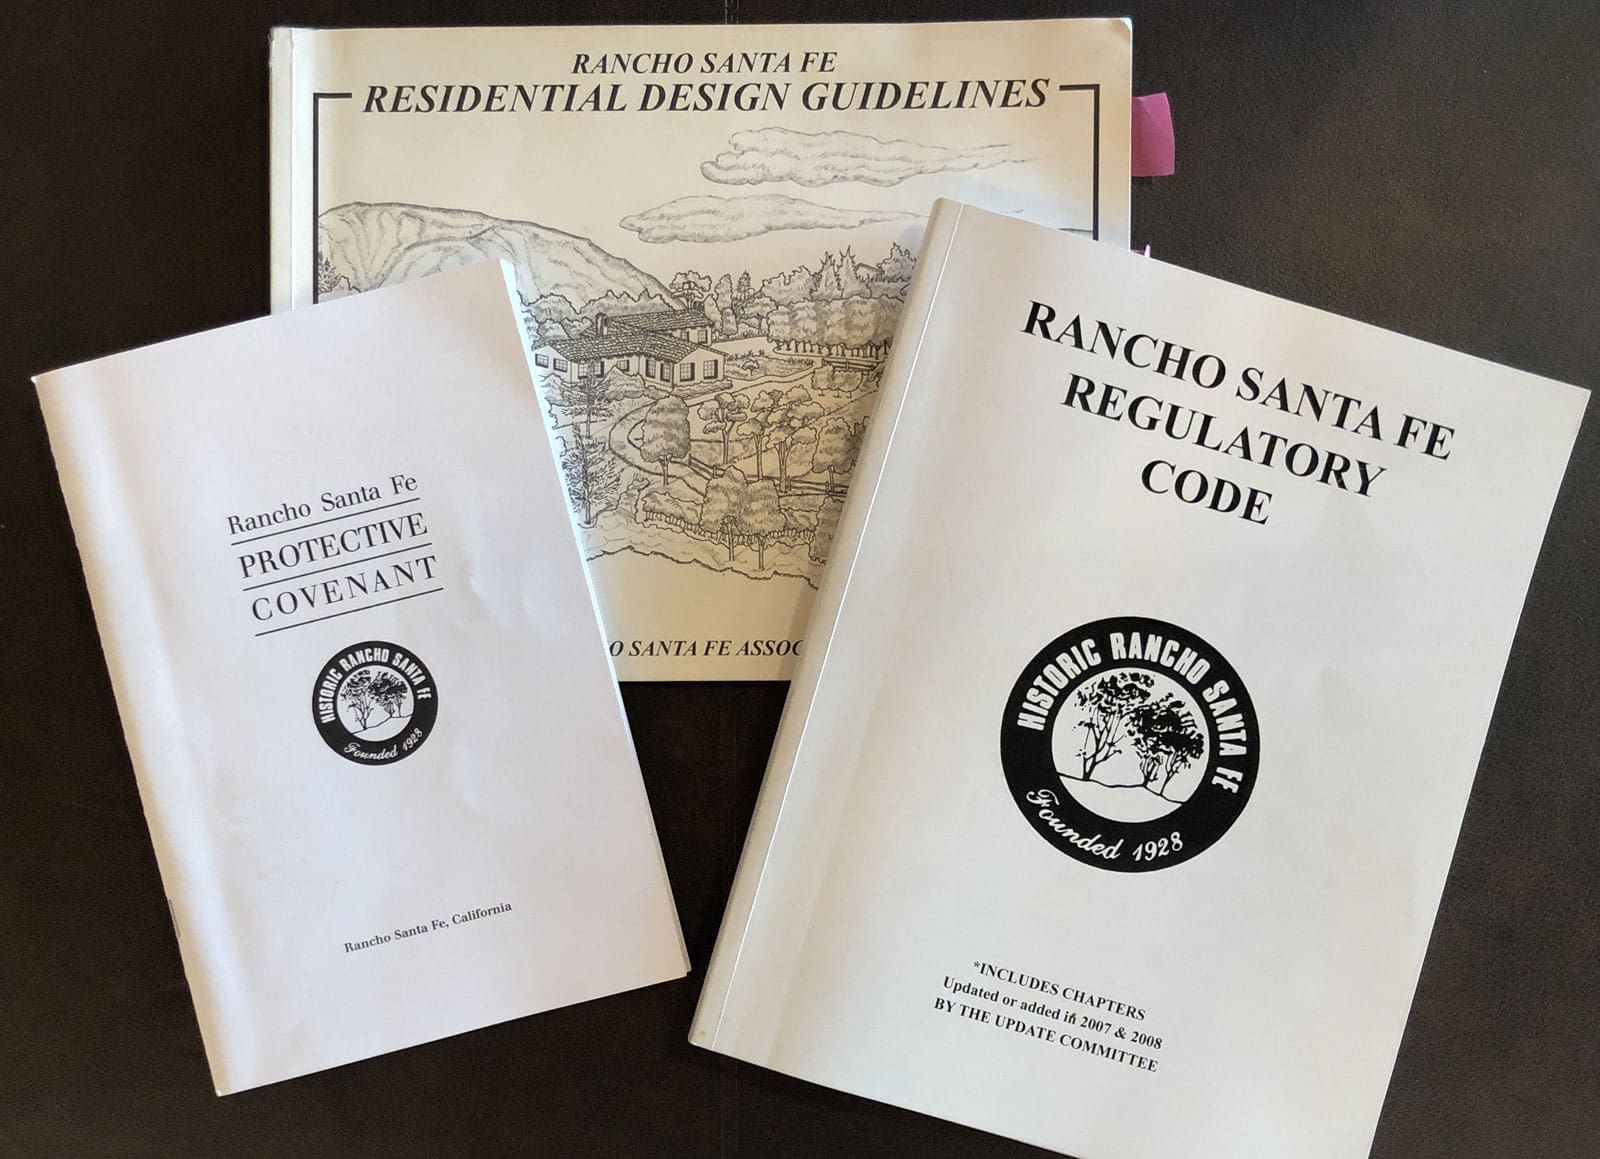 RANCHO SANTA FE
RESIDENTIAL DESIGN GUIDELINES
SANTA FE ASSOC
Rancho Santa Fe
PROTECTIVE
COVENANT
HISTORIC RANCHO SANTA FE
Founded 1928
Rancho Santa Fe, California
RANCHO SANTA FE
REGULATORY
CODE
HISTORIC RANCHO SANTA FE
Founded 1928
*INCLUDES CHAPTERS
Updated or added in 2007 & 2008
BY THE UPDATE COMMITTEE